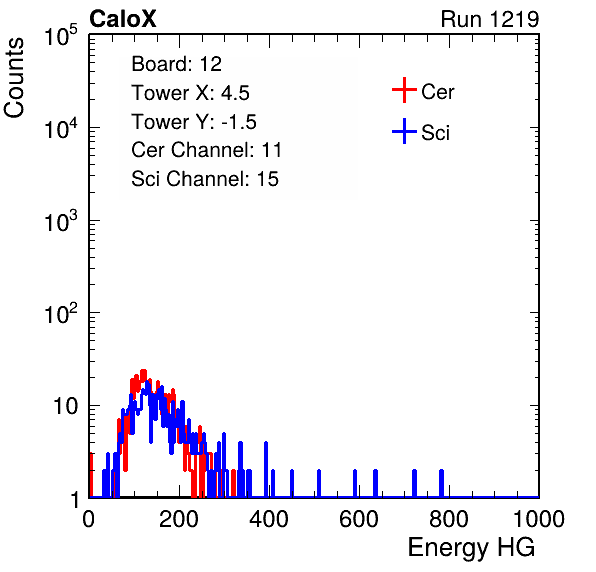 CaloX Run 1219
Counts
10^5
10^4
10^3
10^2
10
1
Board: 12
Tower X: 4.5
Tower Y: -1.5
Cer Channel: 11
Sci Channel: 15
Cer
Sci
0 200 400 600 800 1000
Energy HG